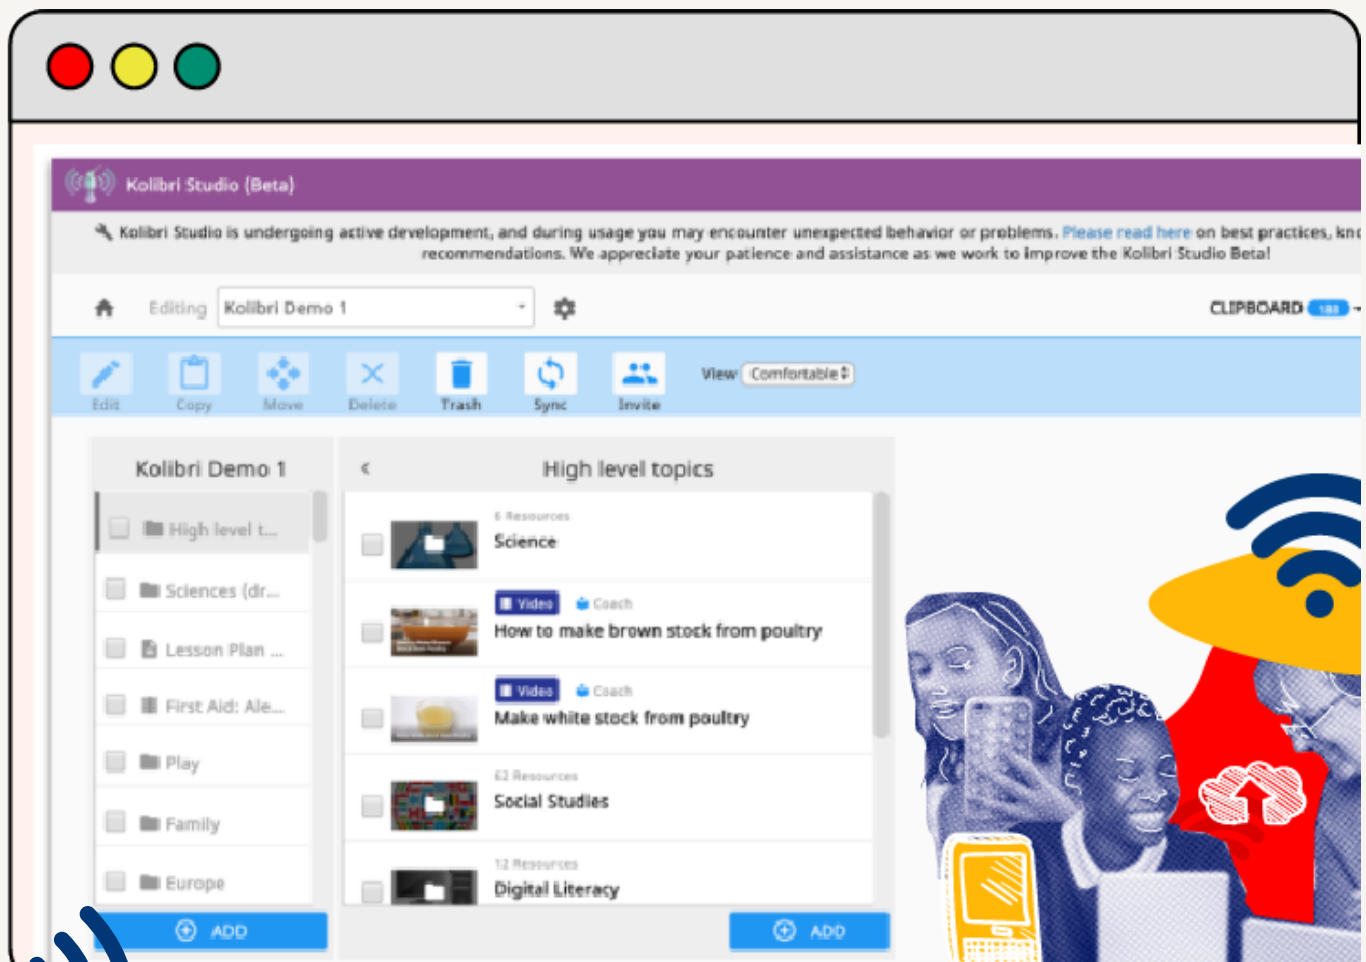 Kolibri Studio (Beta)
Kolibri Studio is undergoing active development, and during usage you may encounter unexpected behavior or problems. Please read here on best practices,
recommendations. We appreciate your patience and assistance as we work to improve the Kolibri Studio Beta!
Editing Kolibri Demo 1
CLIPBOARD
Edit Copy Move Delete Trash Sync Invite View Comfortable
Kolibri Demo 1
High level t...
Sciences (dr...
Lesson Plan ...
First Aid: Ale...
Play
Family
Europe
ADD
High level topics
6 Resources
Science
Video Coach
How to make brown stock from poultry
Video Coach
Make white stock from poultry
62 Resources
Social Studies
12 Resources
Digital Literacy
ADD